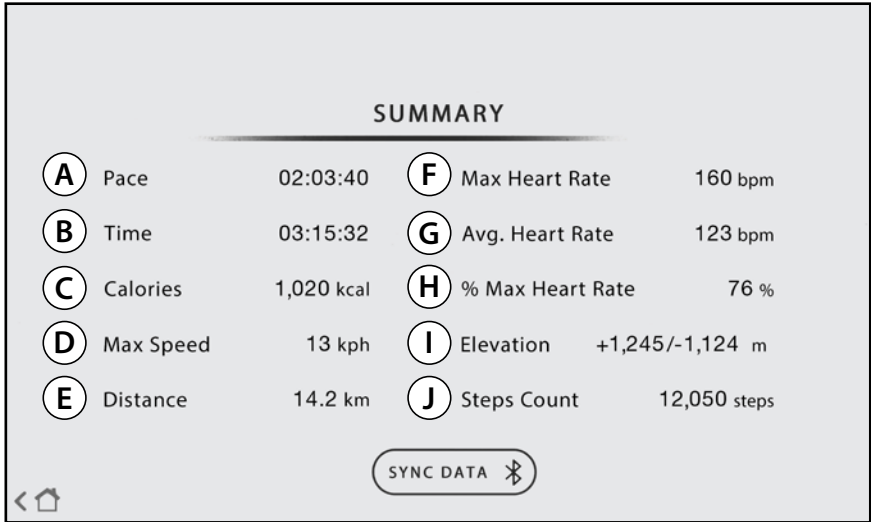 SUMMARY
A Pace 02:03:40
F Max Heart Rate 160 bpm
B Time 03:15:32
G Avg. Heart Rate 123 bpm
C Calories 1,020 kcal
H % Max Heart Rate 76 %
D Max Speed 13 kph
I Elevation +1,245/-1,124 m
E Distance 14.2 km
J Steps Count 12,050 steps
SYNC DATA